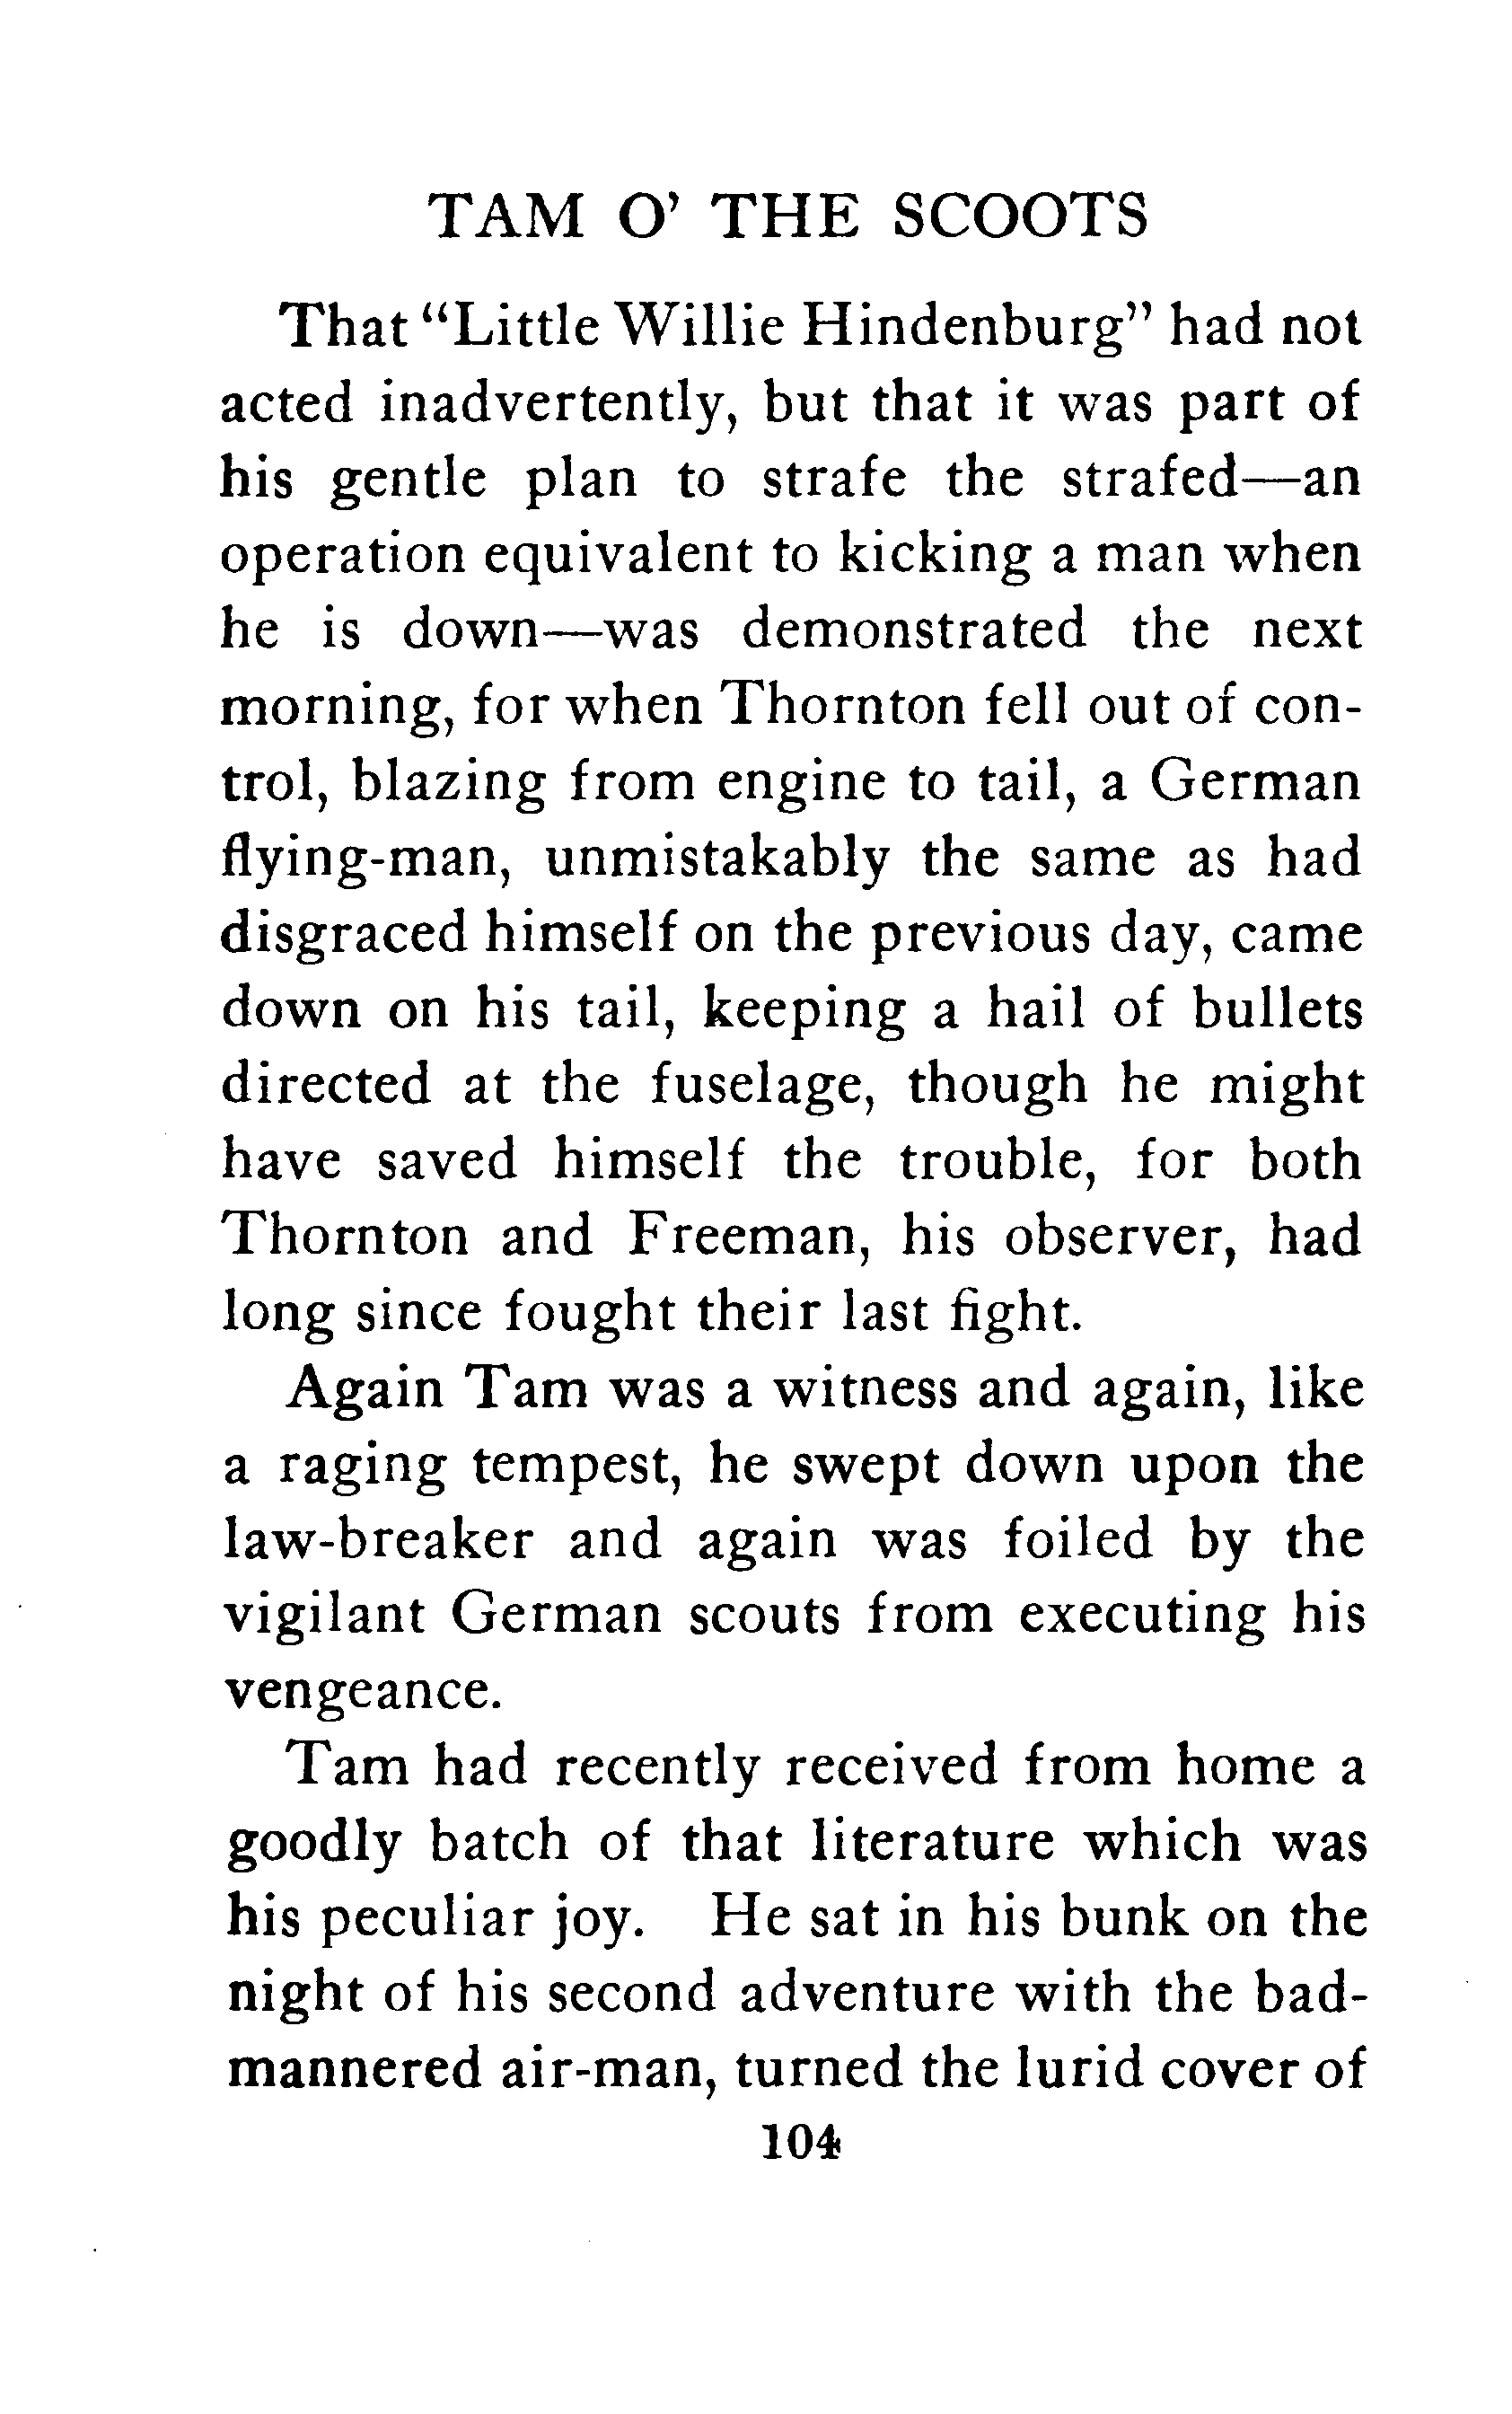 TAM O' THE SCOOTS
That "Little Willie Hindenburg" had not
acted inadvertently, but that it was part of
his gentle plan to strafe the strafed—an
operation equivalent to kicking a man when
he is down—was demonstrated the next
morning, for when Thornton fell out of con-
trol, blazing from engine to tail, a German
flying-man, unmistakably the same as had
disgraced himself on the previous day, came
down on his tail, keeping a hail of bullets
directed at the fuselage, though he might
have saved himself the trouble, for both
Thornton and Freeman, his observer, had
long since fought their last fight.
Again Tam was a witness and again, like
a raging tempest, he swept down upon the
law-breaker and again was foiled by the
vigilant German scouts from executing his
vengeance.
Tam had recently received from home a
goodly batch of that literature which was
his peculiar joy. He sat in his bunk on the
night of his second adventure with the bad-
mannered air-man, turned the lurid cover of
104